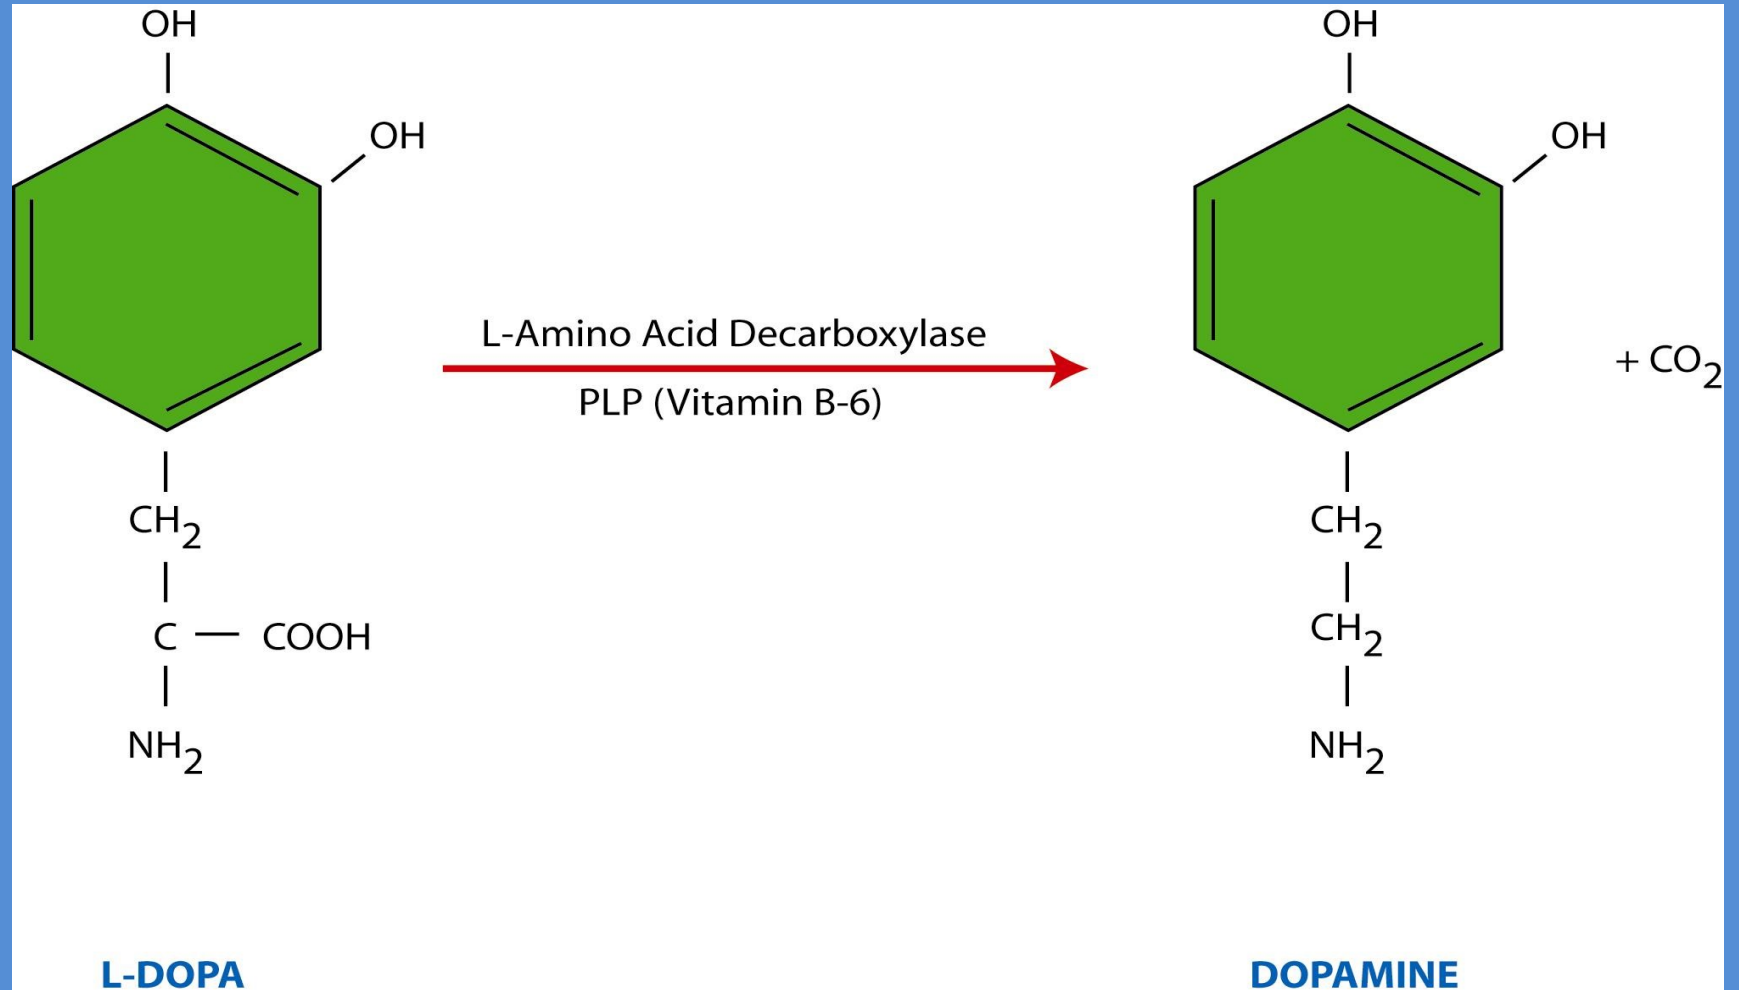 OH
OH
CH2
C — COOH
NH2
L-DOPA
L-Amino Acid Decarboxylase
PLP (Vitamin B-6)
OH
OH
CH2
CH2
NH2
+ CO2
DOPAMINE